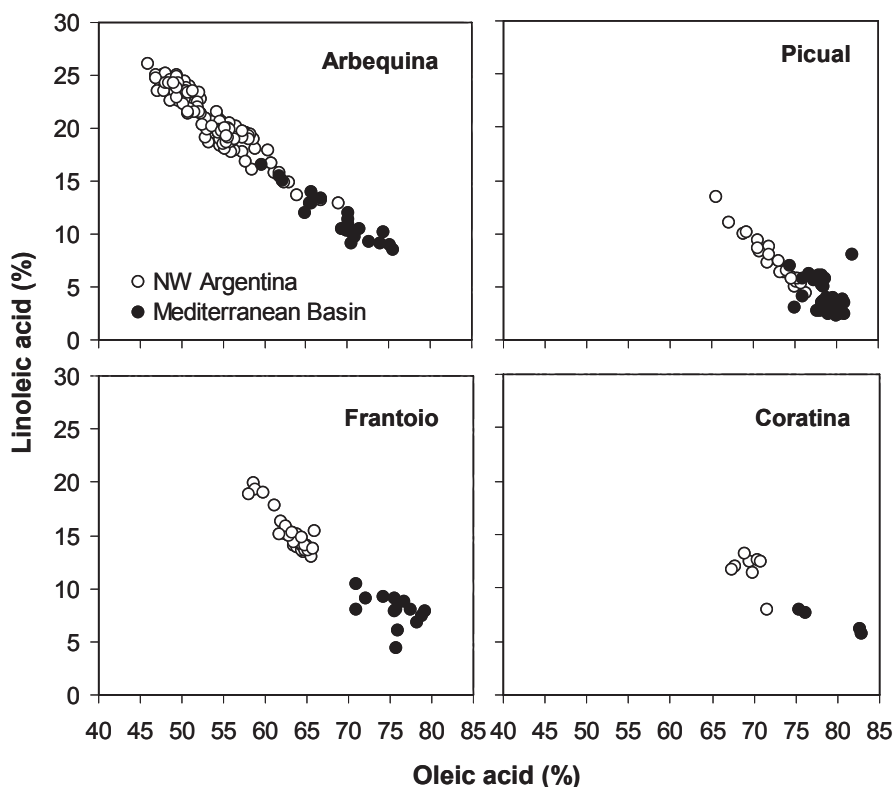 30
25
20
15
10
5
0
Arbequina
NW Argentina
Mediterranean Basin
Picual
Linoleic acid (%)
30
25
20
15
10
5
0
Frantoio
Coratina
40 45 50 55 60 65 70 75 80 85
40 45 50 55 60 65 70 75 80 85
Oleic acid (%)